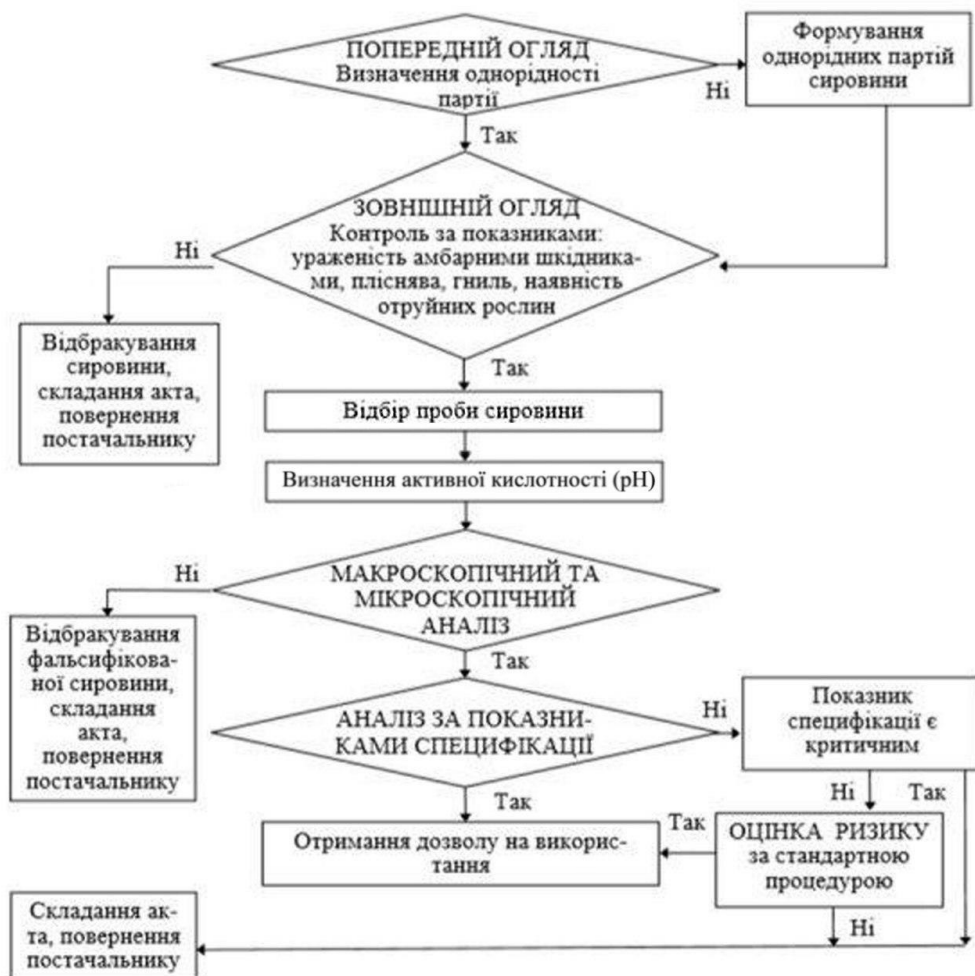 ПОПЕРЕДНІЙ ОГЛЯД
Визначення однорідності
партії
Ні
Формування
однорідних партій
сировини
Так
ЗОВНІШНІЙ ОГЛЯД
Контроль за показниками:
ураженість амбарними шкідника-
ми, пліснява, гниль, наявність
отруйних рослин
Ні
Відбракування
сировини,
складання акта,
повернення
постачальнику
Так
Відбір проби сировини
Визначення активної кислотності (рН)
МАКРОСКОПІЧНИЙ ТА
МІКРОСКОПІЧНИЙ
АНАЛІЗ
Ні
Відбракування
фальсифікова-
ної сировини,
складання
акта,
повернення
постачальнику
Так
АНАЛІЗ ЗА ПОКАЗНИ-
КАМИ СПЕЦИФІКАЦІЇ
Ні
Показник
специфікації є
критичним
Так
Ні
Так
Отримання дозволу на викорис-
тання
Так
ОЦІНКА РИЗИКУ
за стандартною
процедурою
Ні
Складання ак-
та, повернення
постачальнику